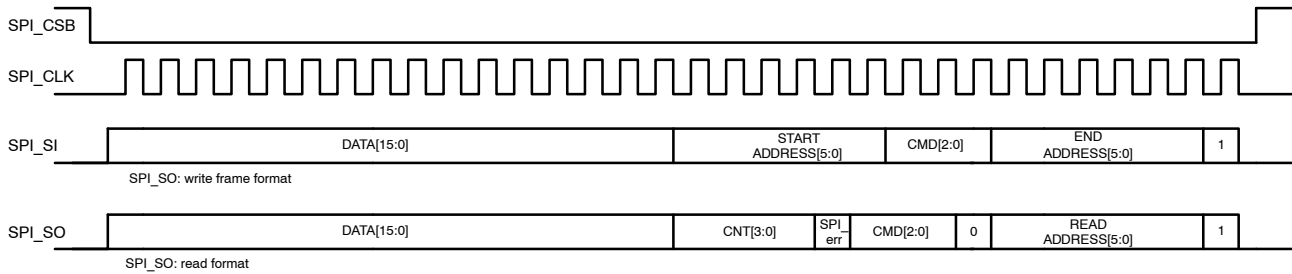 SPI_CSB
SPI_CLK
SPI_SI
DATA[15:0]
START
ADDRESS[5:0]
CMD[2:0]
END
ADDRESS[5:0]
1
SPI_SO: write frame format
SPI_SO
DATA[15:0]
CNT[3:0]
SPI_
err
CMD[2:0]
0
READ
ADDRESS[5:0]
1
SPI_SO: read format